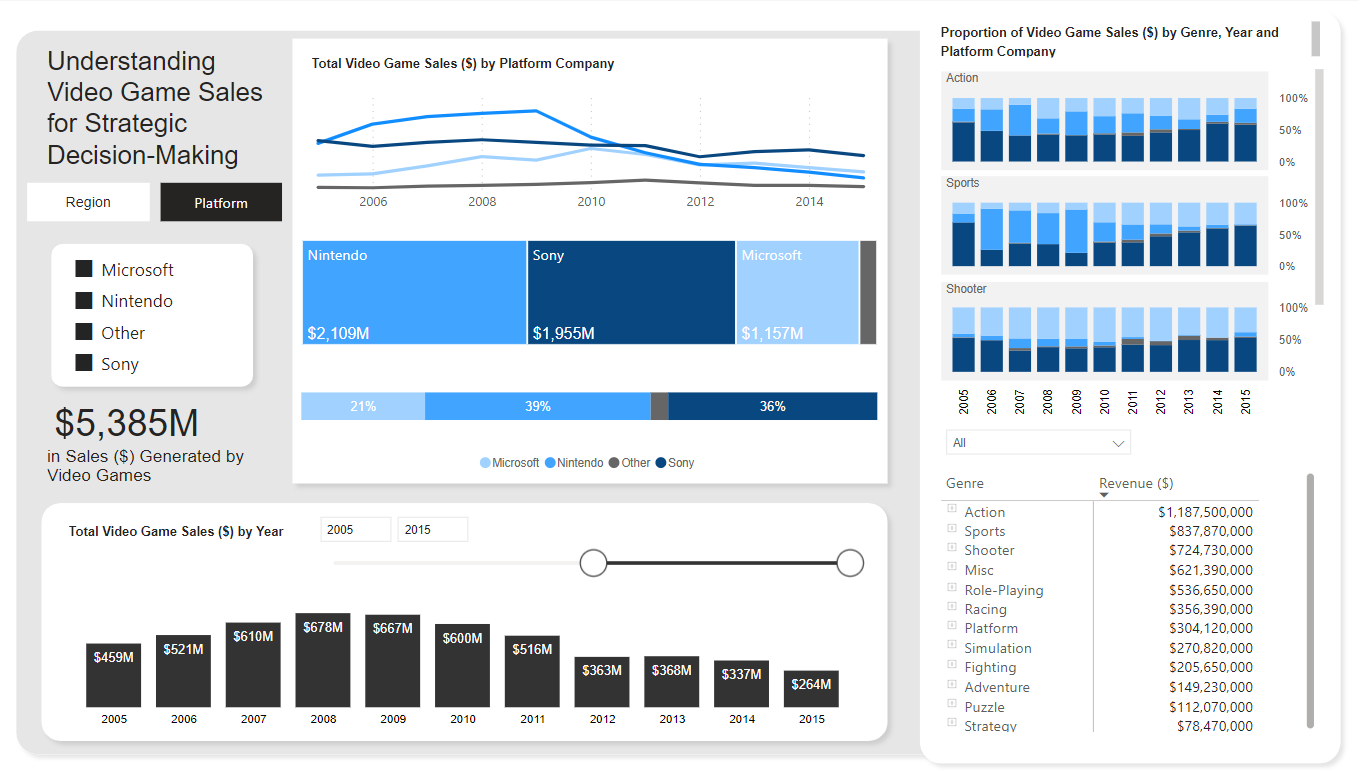 Understanding
Video Game Sales
for Strategic
Decision-Making
Region
Platform
Microsoft
Nintendo
Other
Sony
$5,385M
in Sales ($) Generated by
Video Games
Total Video Game Sales ($) by Platform Company
2006 2008 2010 2012 2014
Nintendo
$2,109M
Sony
$1,955M
Microsoft
$1,157M
21% 39% 36%
Microsoft Nintendo Other Sony
Total Video Game Sales ($) by Year
2005
2015
$459M $521M $610M $678M $667M $600M $516M $363M $368M $337M $264M
2005 2006 2007 2008 2009 2010 2011 2012 2013 2014 2015
Proportion of Video Game Sales ($) by Genre, Year and
Platform Company
Action
100%
50%
0%
Sports
100%
50%
0%
Shooter
100%
50%
0%
2005 2006 2007 2008 2009 2010 2011 2012 2013 2014 2015
All
Genre Revenue ($)
Action $1,187,500,000
Sports $837,870,000
Shooter $724,730,000
Misc $621,390,000
Role-Playing $536,650,000
Racing $356,390,000
Platform $304,120,000
Simulation $270,820,000
Fighting $205,650,000
Adventure $149,230,000
Puzzle $112,070,000
Strategy $78,470,000